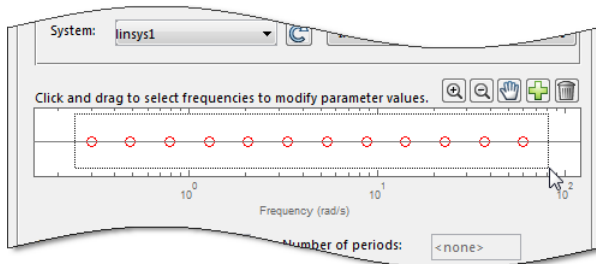 System: linsys1
Click and drag to select frequencies to modify parameter values.
10^0 10^1 10^2
Frequency (rad/s)
Number of periods: <none>